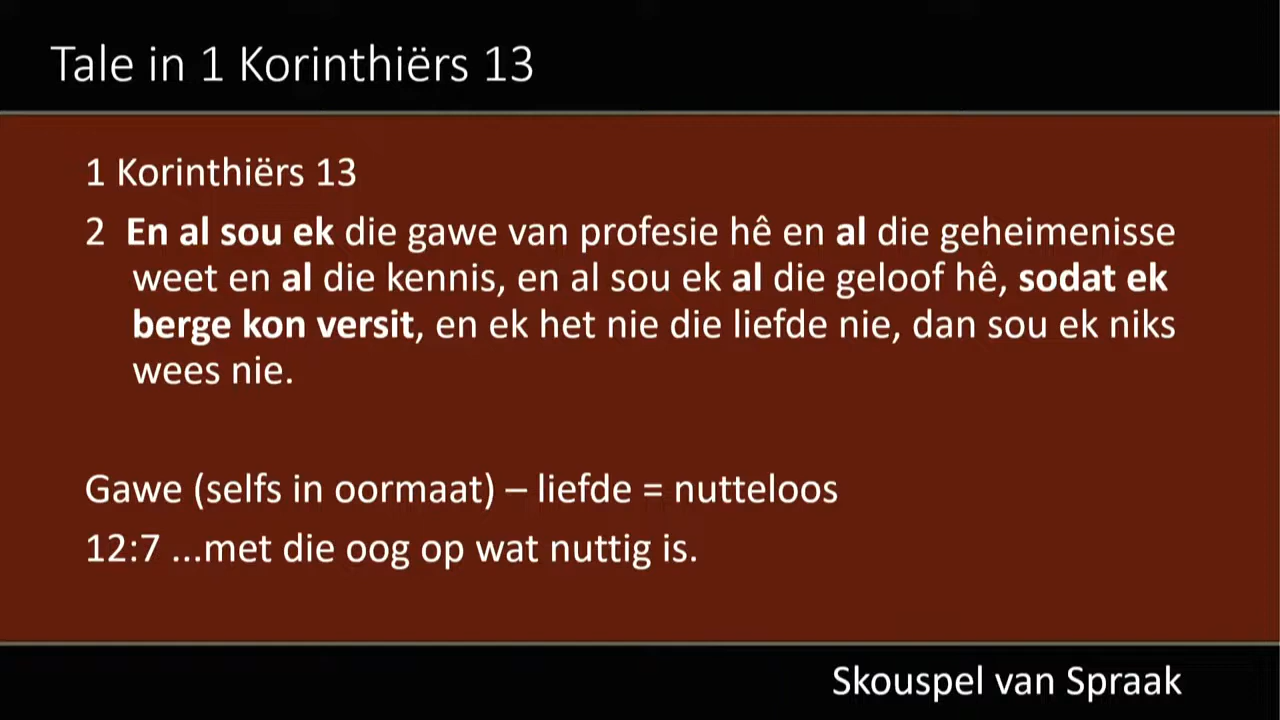 Tale in 1 Korinthiërs 13
1 Korinthiërs 13
2 En al sou ek die gawe van profesie hê en al die geheimenisse
weet en al die kennis, en al sou ek al die geloof hê, sodat ek
berge kon versit, en ek het nie die liefde nie, dan sou ek niks
wees nie.
Gawe (selfs in oormaat) – liefde = nutteloos
12:7 ...met die oog op wat nuttig is.
Skouspel van Spraak